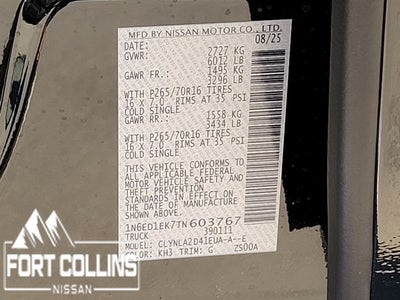 MFD BY NISSAN MOTOR CO., LTD.
DATE: 08/25
GVWR: 2727 KG
6012 LB
GAWR FR.: 1495 KG
3296 LB
WITH P265/70R16 TIRES
16 x 7.0 RIMS AT 35 PSI
COLD SINGLE
GAWR RR.: 1558 KG
3434 LB
WITH P265/70R16 TIRES
16 x 7.0 RIMS AT 35 PSI
COLD SINGLE
THIS VEHICLE CONFORMS TO
ALL APPLICABLE FEDERAL
MOTOR VEHICLE SAFETY AND
THEFT PREVENTION
STANDARDS IN EFFECT ON
THE DATE OF MANUFACTURE
SHOWN ABOVE.
1N6ED1EK7TN603767
TRUCK 390111
MODEL: CLYNLA2D41EUA-A--E
COLOR: KH3 TRIM: G ZS00A
FORT COLLINS
NISSAN